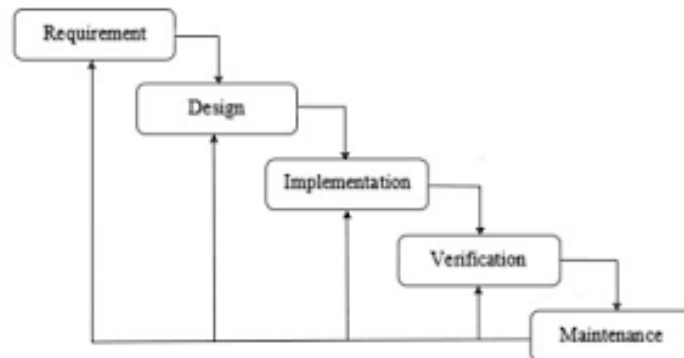 Requirement
Design
Implementation
Verification
Maintenance